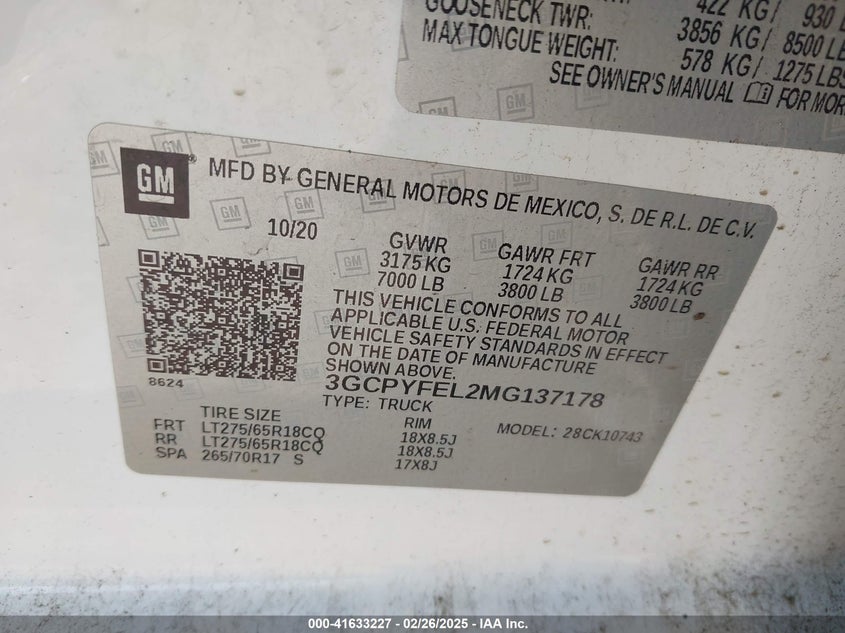 422 KG/ 930 L
GOOSENECK TWR: 3856 KG/ 8500 LB
MAX TONGUE WEIGHT: 578 KG/ 1275 LBS
SEE OWNER'S MANUAL FOR MOR
GM
GM MFD BY GENERAL MOTORS DE MEXICO, S. DE R.L. DE C.V.
10/20 GVWR GAWR FRT GAWR RR
3175 KG 1724 KG 1724 KG
7000 LB 3800 LB 3800 LB
THIS VEHICLE CONFORMS TO ALL
APPLICABLE U.S. FEDERAL MOTOR
VEHICLE SAFETY STANDARDS IN EFFECT
ON THE DATE OF MANUFACTURE
SHOWN ABOVE.
8624
3GCPYFEL2MG137178
TYPE: TRUCK
TIRE SIZE RIM MODEL: 28CK10743
FRT LT275/65R18CQ 18X8.5J
RR LT275/65R18CQ 18X8.5J
SPA 265/70R17 S 17X8J
000-41633227 - 02/26/2025 - IAA Inc.